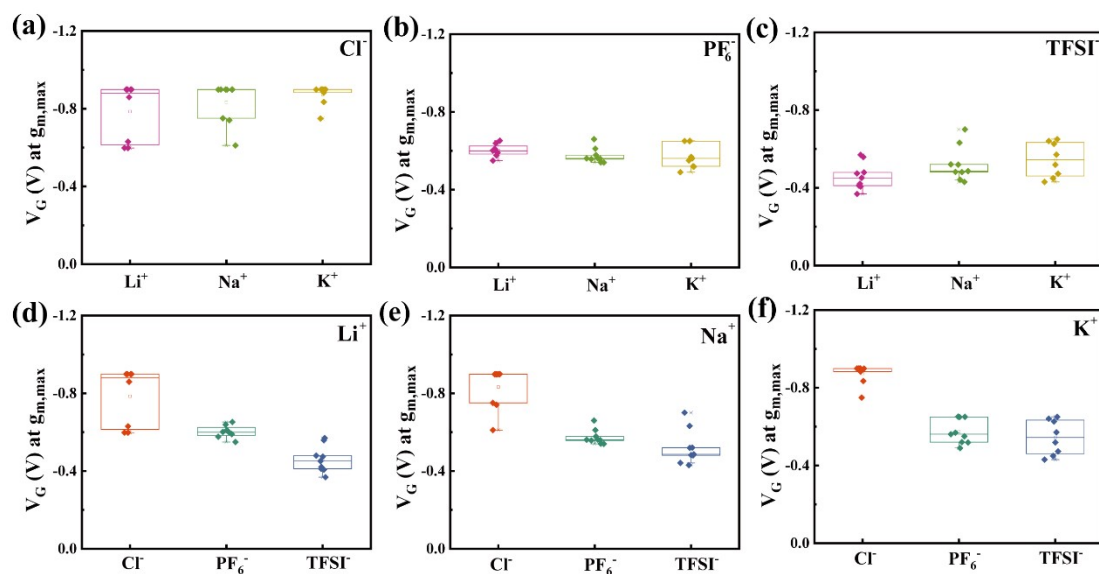 (a)
Cl⁻
V_G (V) at g_m,max
-1.2
-0.8
-0.4
0.0
Li⁺
Na⁺
K⁺
(b)
PF₆⁻
V_G (V) at g_m,max
-1.2
-0.8
-0.4
0.0
Li⁺
Na⁺
K⁺
(c)
TFSI⁻
V_G (V) at g_m,max
-1.2
-0.8
-0.4
0.0
Li⁺
Na⁺
K⁺
(d)
Li⁺
V_G (V) at g_m,max
-1.2
-0.8
-0.4
0.0
Cl⁻
PF₆⁻
TFSI⁻
(e)
Na⁺
V_G (V) at g_m,max
-1.2
-0.8
-0.4
0.0
Cl⁻
PF₆⁻
TFSI⁻
(f)
K⁺
V_G (V) at g_m,max
-1.2
-0.8
-0.4
0.0
Cl⁻
PF₆⁻
TFSI⁻